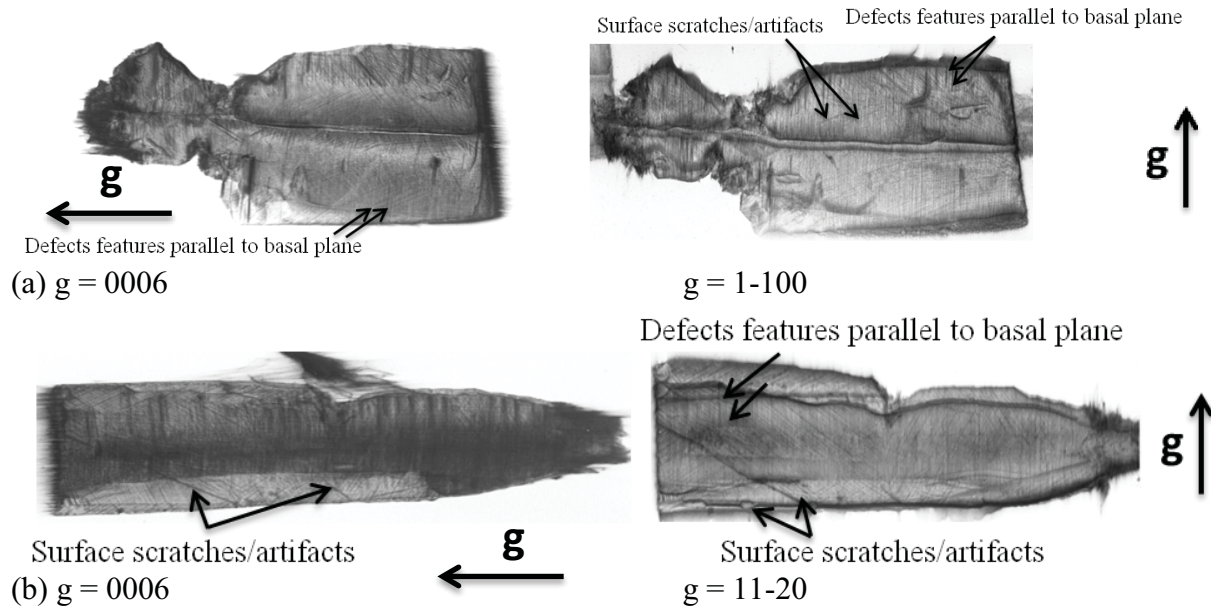 Surface scratches/artifacts
Defects features parallel to basal plane
g
Defects features parallel to basal plane
g
(a) g = 0006
g = 1-100
Defects features parallel to basal plane
g
Surface scratches/artifacts
g
Surface scratches/artifacts
(b) g = 0006
g = 11-20